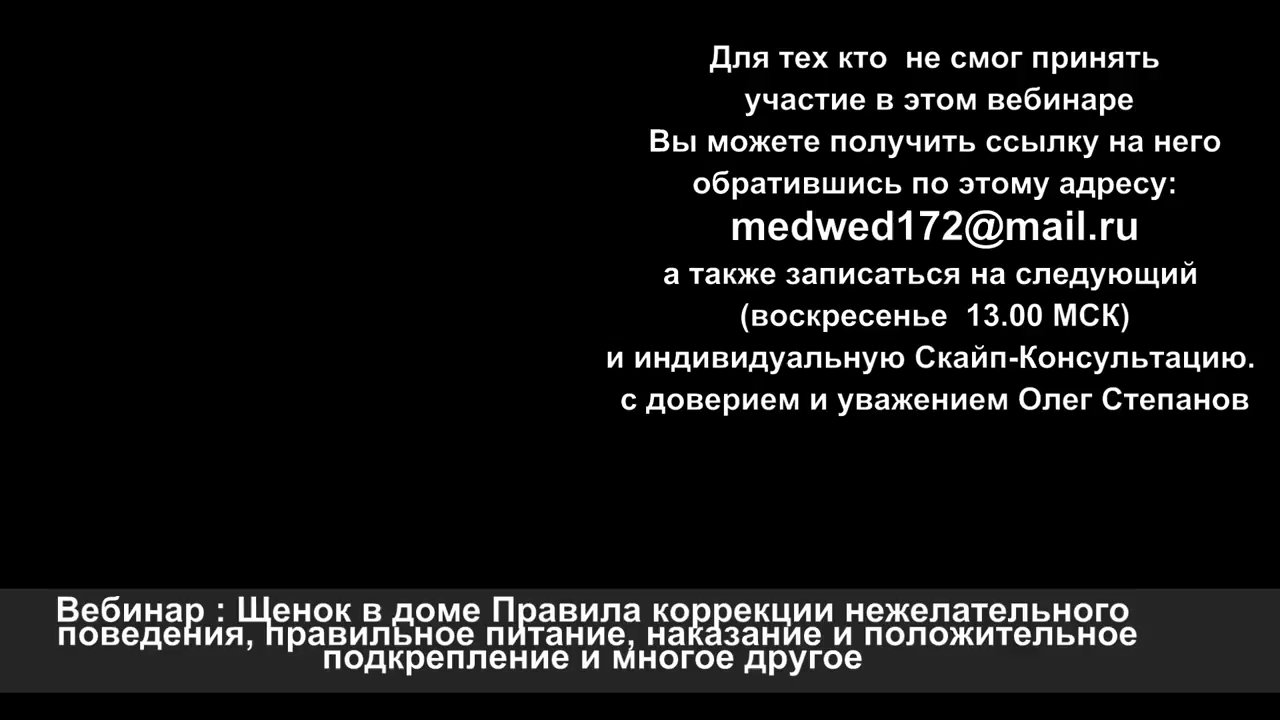 Для тех кто  не смог принять
участие в этом вебинаре
Вы можете получить ссылку на него
обратившись по этому адресу:
medwed172@mail.ru
а также записаться на следующий
(воскресенье  13.00 МСК)
и индивидуальную Скайп-Консультацию.
с доверием и уважением Олег Степанов
Вебинар : Щенок в доме Правила коррекции нежелательного
поведения, правильное питание, наказание и положительное
подкрепление и многое другое